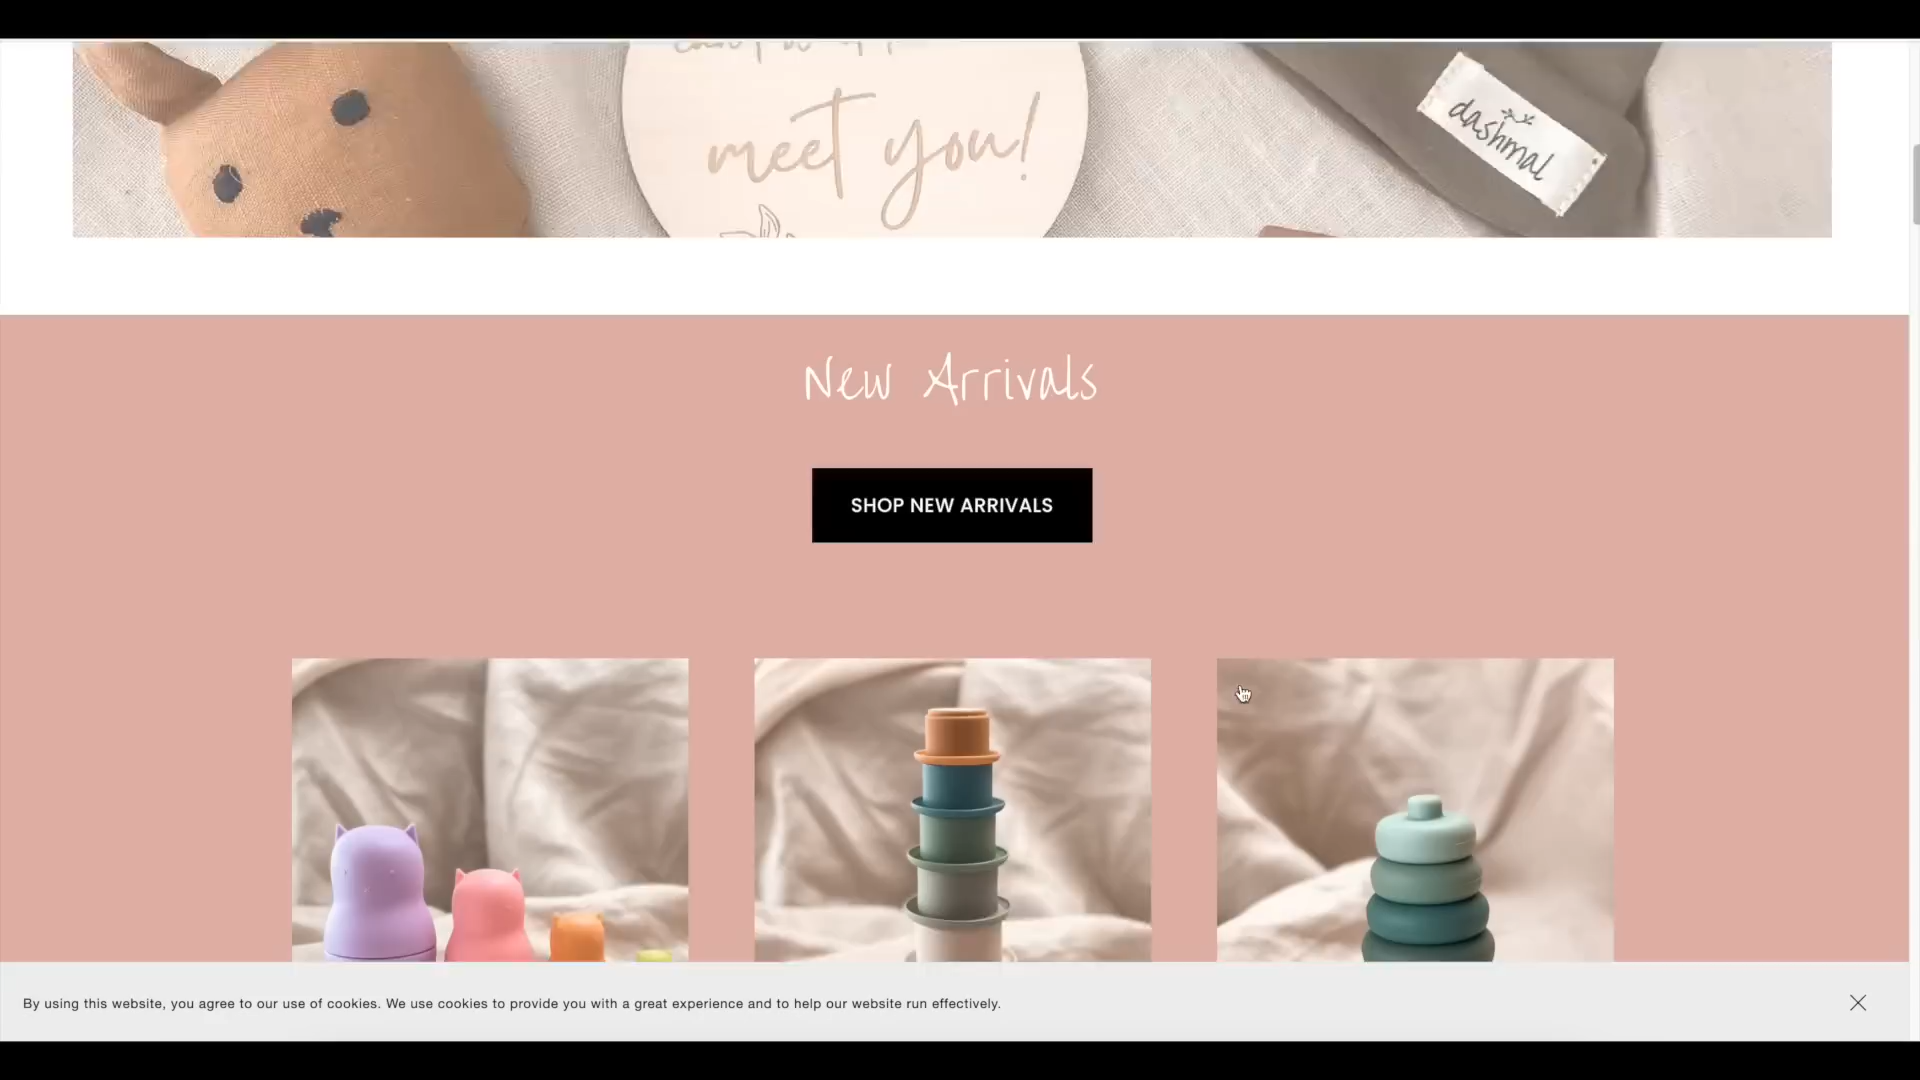 meet you!
dashmal
New Arrivals
SHOP NEW ARRIVALS
By using this website, you agree to our use of cookies. We use cookies to provide you with a great experience and to help our website run effectively.